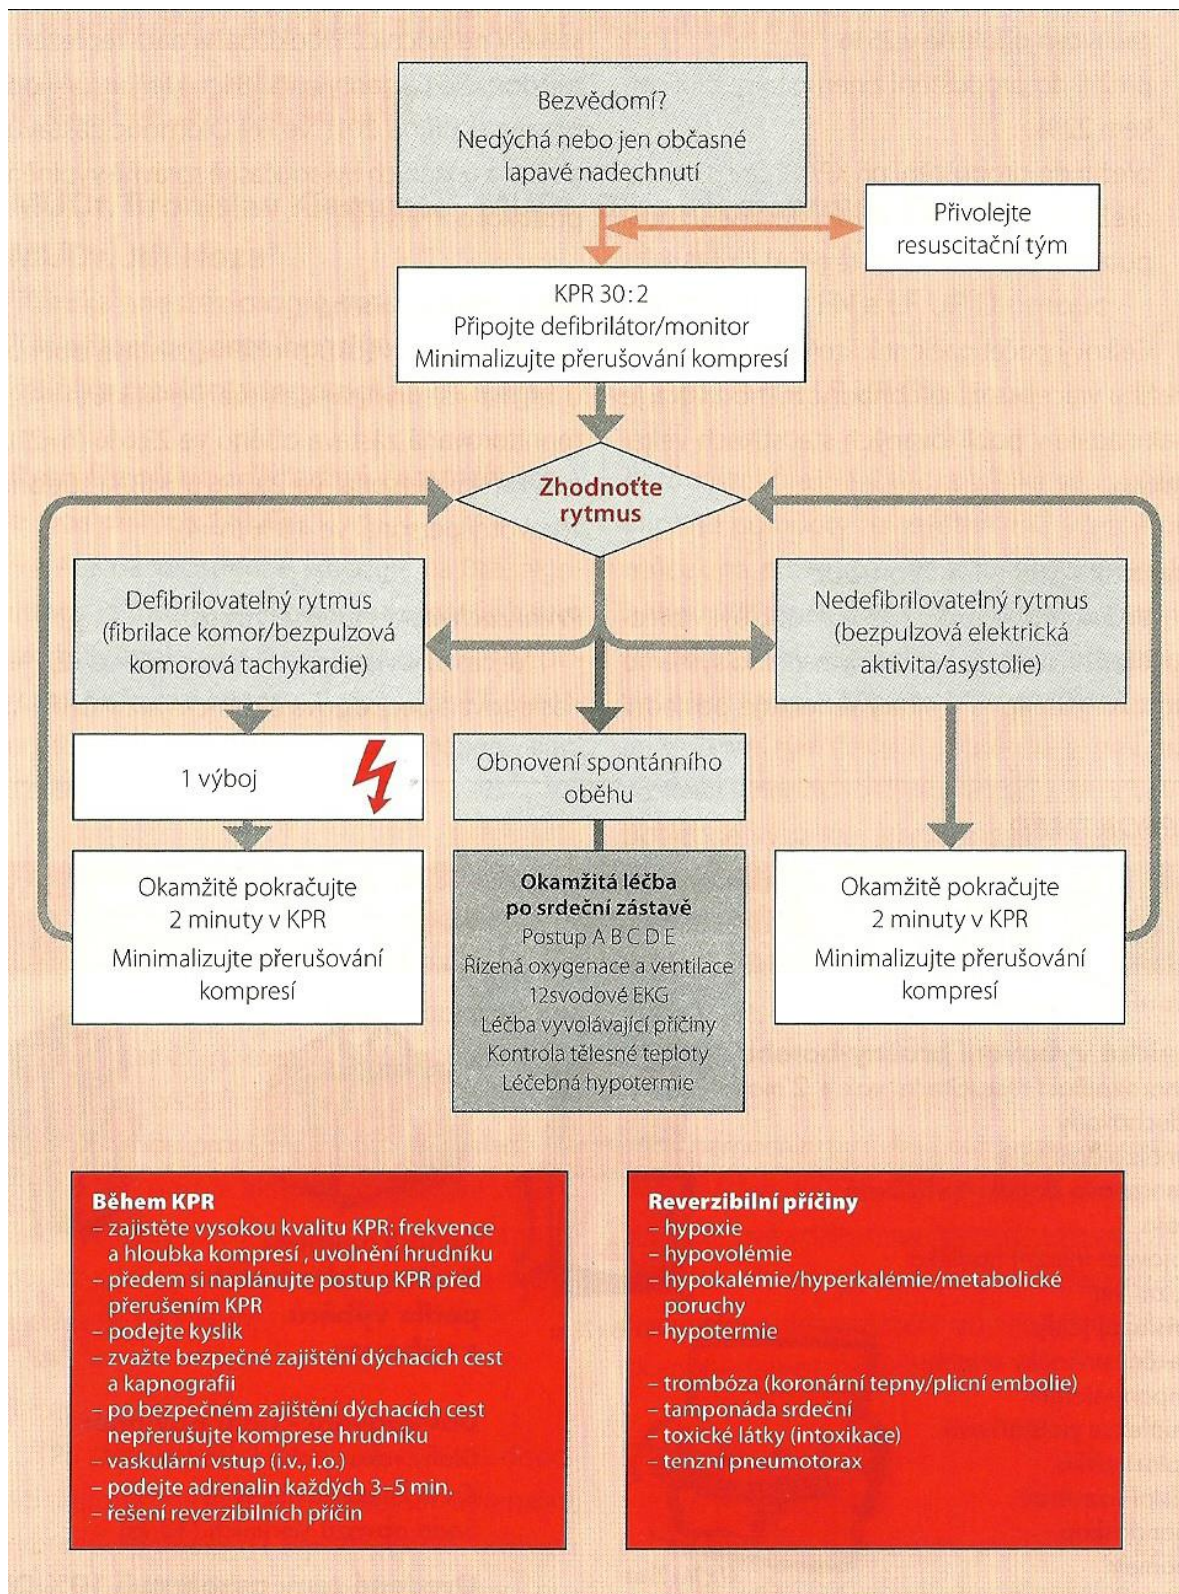 Bezvědomí?
Nedýchá nebo jen občasné
lapavé nadechnutí
Přivolejte
resuscitační tým
KPR 30:2
Připojte defibrilátor/monitor
Minimalizujte přerušování kompresí
Zhodnoťte
rytmus
Defibrilovatelný rytmus
(fibrilace komor/bezpulzová
komorová tachykardie)
Nedefibrilovatelný rytmus
(bezpulzová elektrická
aktivita/asystolie)
1 výboj
Obnovení spontánního
oběhu
Okamžitě pokračujte
2 minuty v KPR
Minimalizujte přerušování
kompresí
Okamžitá léčba
po srdeční zástavě
Postup A B C D E
Řízená oxygenace a ventilace
12svodové EKG
Léčba vyvolávající příčiny
Kontrola tělesné teploty
Léčebná hypotermie
Okamžitě pokračujte
2 minuty v KPR
Minimalizujte přerušování
kompresí
Během KPR
– zajistěte vysokou kvalitu KPR: frekvence
a hloubka kompresí , uvolnění hrudníku
– předem si naplánujte postup KPR před
přerušením KPR
– podejte kyslik
– zvažte bezpečné zajištění dýchacích cest
a kapnografii
– po bezpečném zajištění dýchacích cest
nepřerušujte komprese hrudníku
– vaskulární vstup (i.v., i.o.)
– podejte adrenalin každých 3–5 min.
– řešení reverzibilních příčin
Reverzibilní příčiny
– hypoxie
– hypovolémie
– hypokalémie/hyperkalémie/metabolické
poruchy
– hypotermie
– trombóza (koronární tepny/plicní embolie)
– tamponáda srdeční
– toxické látky (intoxikace)
– tenzní pneumotorax